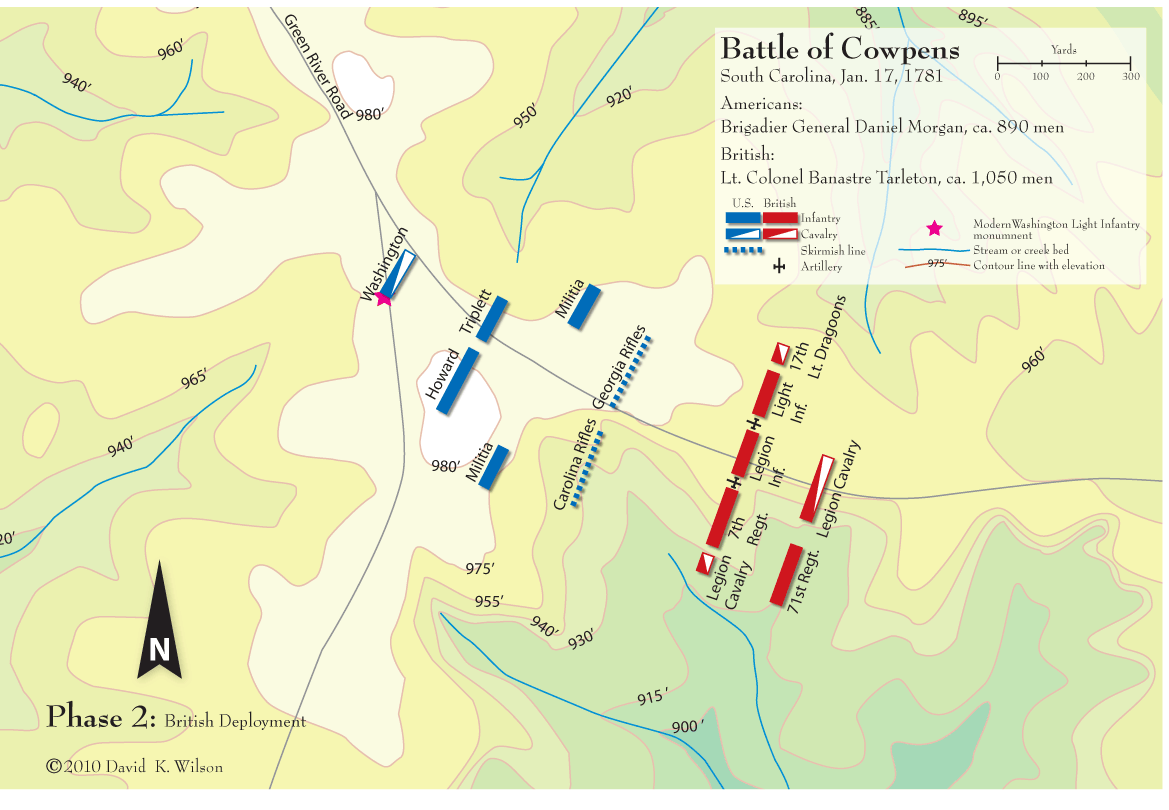 Battle of Cowpens
South Carolina, Jan. 17, 1781
Yards
0 100 200 300
Americans:
Brigadier General Daniel Morgan, ca. 890 men
British:
Lt. Colonel Banastre Tarleton, ca. 1,050 men
U.S. British
Infantry
Cavalry
Skirmish line
Artillery
ModernWashington Light Infantry
monumnent
Stream or creek bed
975' Contour line with elevation
885'
895'
Green River Road
960'
940'
980'
950'
920'
Washington
Triplett
Militia
Georgia Rifles
Howard
17th
Lt. Dragoons
Light
Inf.
960'
965'
940'
980'
Militia
Carolina Rifles
Legion
Inf.
Legion Cavalry
7th
Regt.
20'
Legion
Cavalry
71st Regt.
975'
955'
940'
930'
915'
900'
N
Phase 2: British Deployment
©2010 David K. Wilson